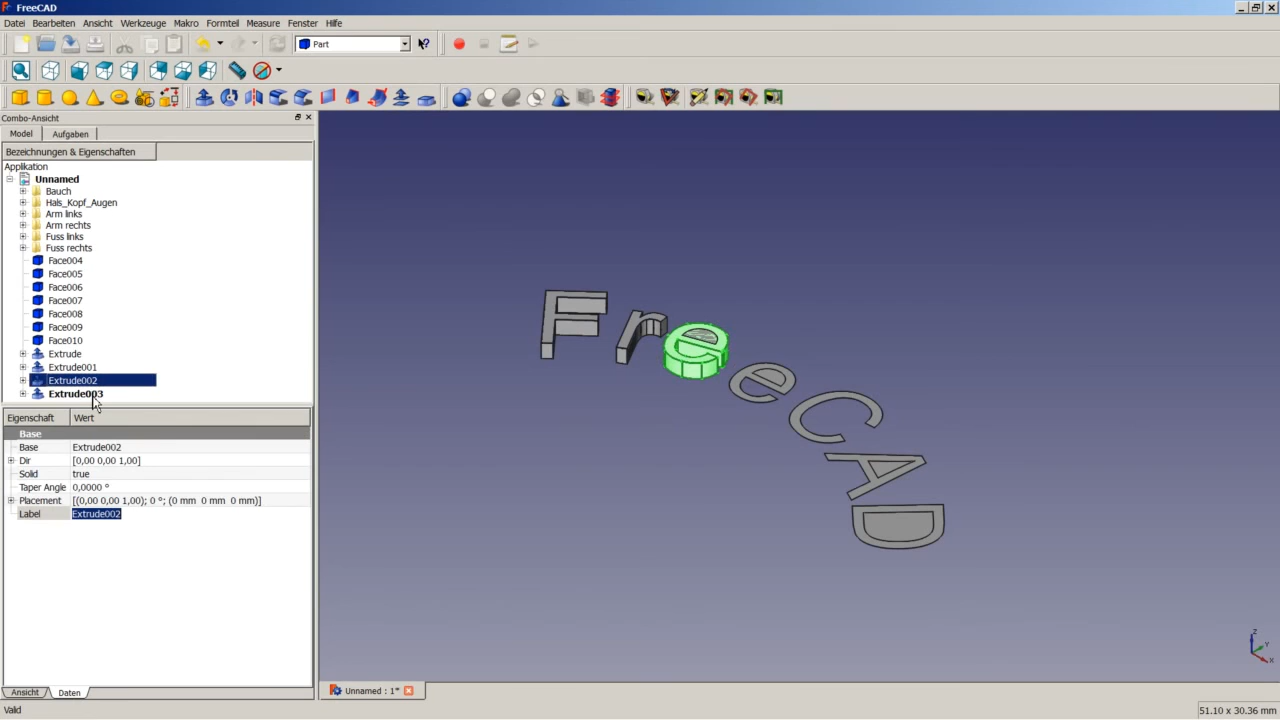 FreeCAD
Datei Bearbeiten Ansicht Werkzeuge Makro Formteil Measure Fenster Hilfe
Part
Combo-Ansicht
Model Aufgaben
Bezeichnungen & Eigenschaften
Applikation
Unnamed
Bauch
Hals_Kopf_Augen
Arm links
Arm rechts
Fuss links
Fuss rechts
Face004
Face005
Face006
Face007
Face008
Face009
Face010
Extrude
Extrude001
Extrude002
Extrude003
Eigenschaft Wert
Base
Base Extrude002
Dir [0,00 0,00 1,00]
Solid true
Taper Angle 0,0000 °
Placement [(0,00 0,00 1,00); 0 °; (0 mm 0 mm 0 mm)]
Label Extrude002
FreeCAD
Z
Y
X
Ansicht Daten
Unnamed : 1*
Valid
51.10 x 30.36 mm